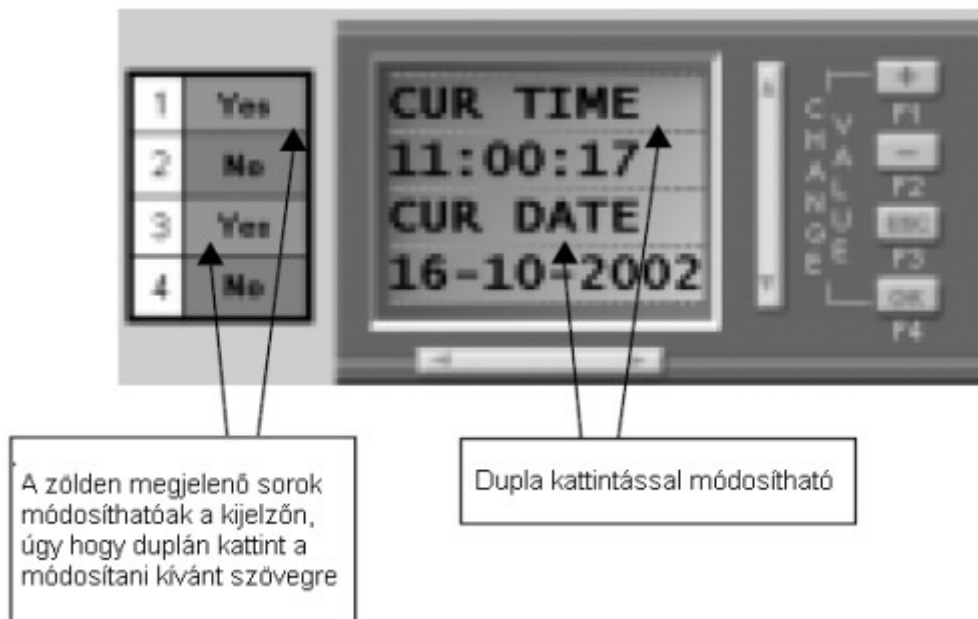 1 Yes
2 No
3 Yes
4 No
CUR TIME
11:00:17
CUR DATE
16-10-2002
CHANGE
VALUE
+
F1
-
F2
ESC
F3
OK
F4
A zölden megjelenő sorok
módosíthatóak a kijelzőn,
úgy hogy duplán kattint a
módosítani kívánt szövegre
Dupla kattintással módosítható